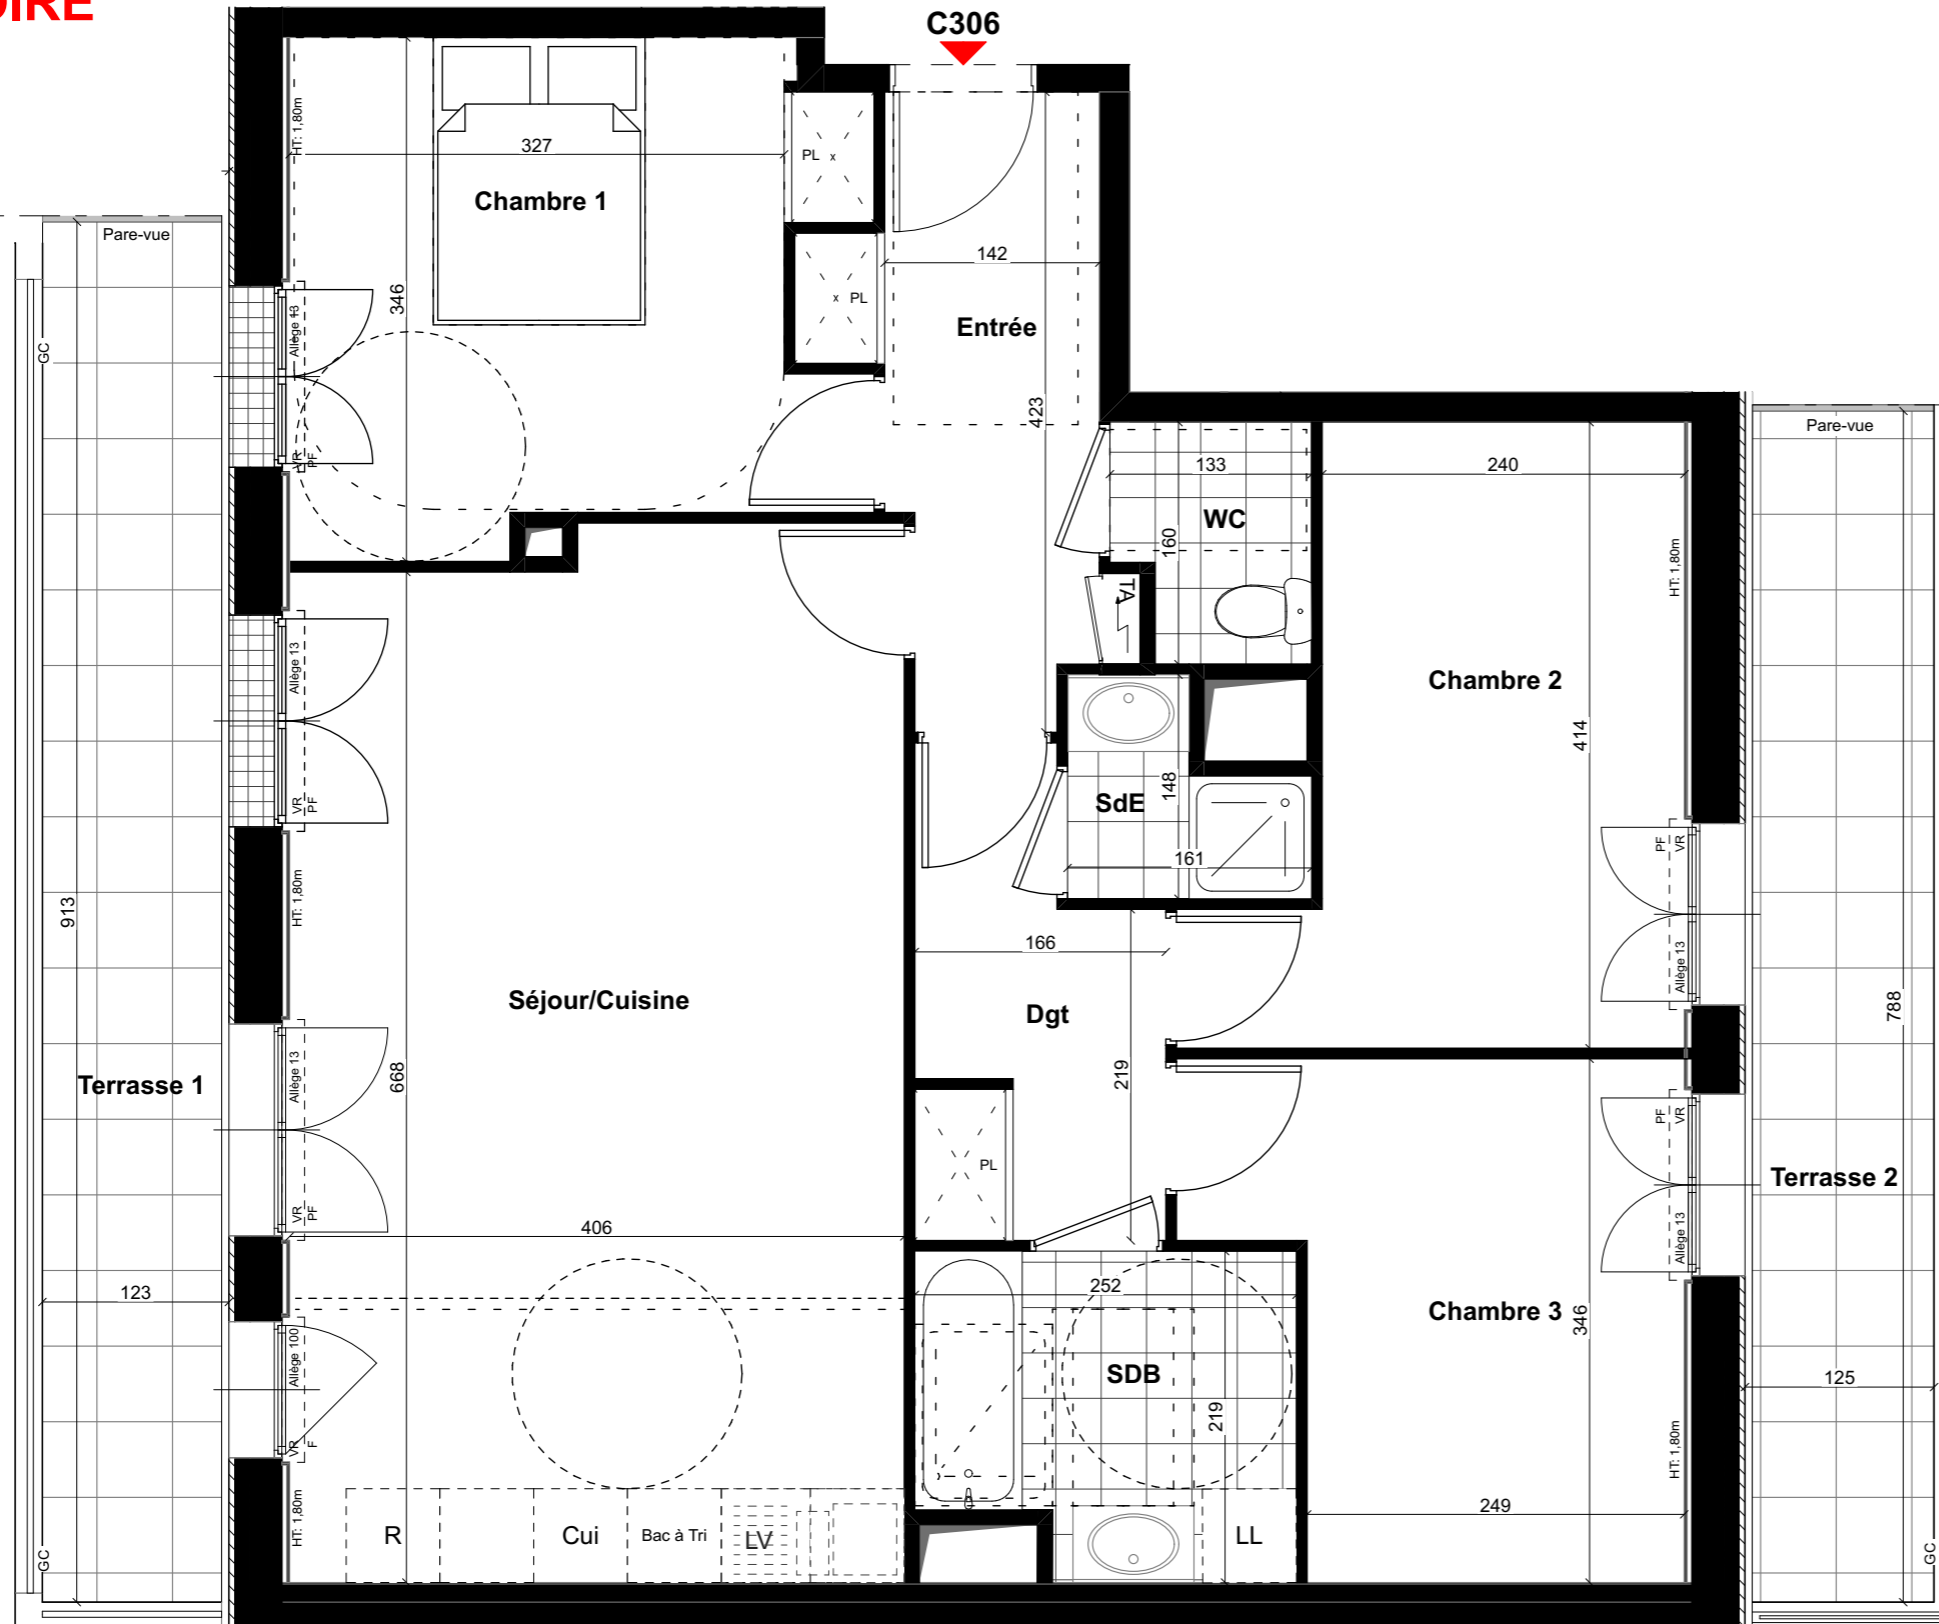 C306
HT: 1,80m
327
PL
Chambre 1
Pare-vue
142
PL
346
Allège 13
Entrée
GC
423
Pare-vue
VR
PF
133
240
WC
160
HT: 1,80m
TA
Allège 13
Chambre 2
414
VR
PF
148
SdE
PF
VR
161
HT: 1,80m
913
166
Allège 13
Séjour/Cuisine
Dgt
788
Allège 13
668
219
Terrasse 1
PF
VR
PL
Terrasse 2
VR
PF
406
Allège 13
252
123
Chambre 3
346
Allège 100
SDB
125
219
VR
F
HT: 1,80m
249
HT: 1,80m
R
Cui
Bac à Tri
LV
LL
GC
GC